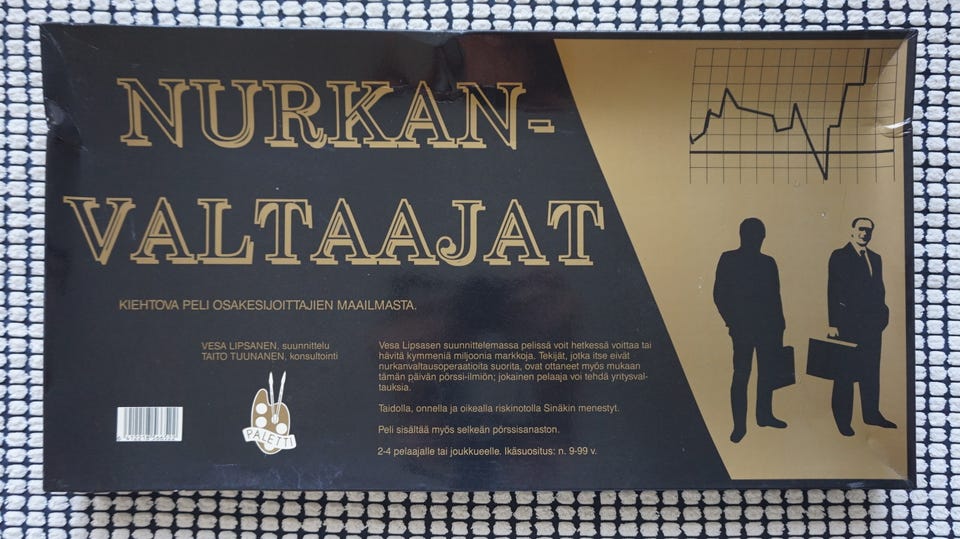 NURKAN-
VALTAAJAT
KIEHTOVA PELI OSAKESIJOITTAJIEN MAAILMASTA.
VESA LIPSANEN, suunnittelu
TAITO TUUNANEN, konsultointi
PALETTI
Vesa Lipsasen suunnittelemassa pelissä voit hetkessä voittaa tai
hävitä kymmeniä miljoonia markkoja. Tekijät, jotka itse eivät
nurkanvaltausoperaatioita suorita, ovat ottaneet myös mukaan
tämän päivän pörssi-ilmiön; jokainen pelaaja voi tehdä yritysval-
tauksia.
Taidolla, onnella ja oikealla riskinotolla Sinäkin menestyt.
Peli sisältää myös selkeän pörssisanaston.
2-4 pelaajalle tai joukkueelle. Ikäsuositus: n. 9-99 v.